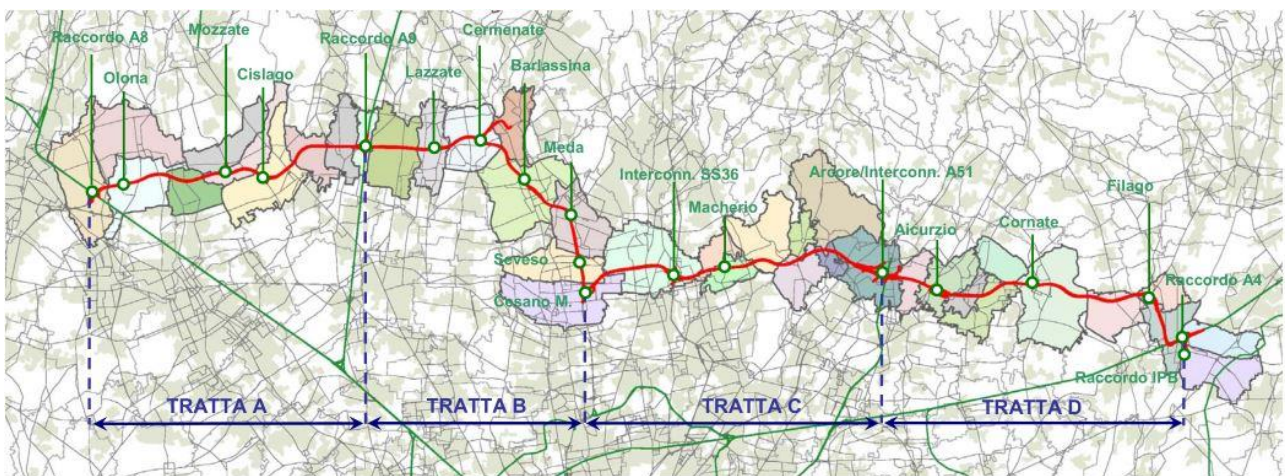 Raccordo A8
Olona
Mozzate
Cislago
Raccordo A9
Lazzate
Cermenate
Barlassina
Meda
Seveso
Cesano M.
Interconn. SS36
Macherio
Arcore/Interconn. A51
Aicurzio
Cornate
Filago
Raccordo A4
Raccordo IPB
TRATTA A
TRATTA B
TRATTA C
TRATTA D